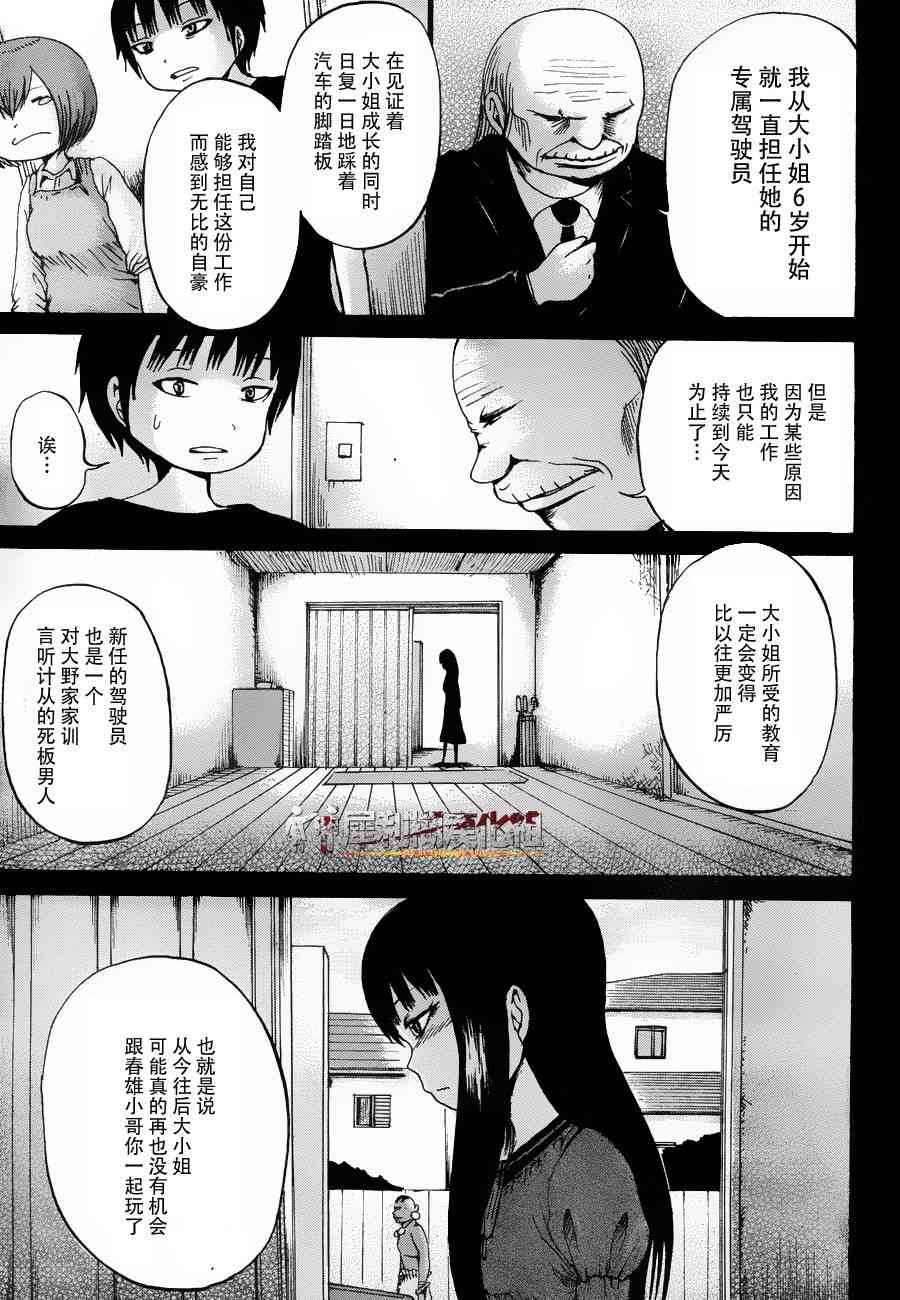 我从大小姐6岁开始
就一直担任她的
专属驾驶员
在见证着
大小姐成长的同时
日复一日地踩着
汽车的脚踏板
我对自己
能够担任这份工作
而感到无比的自豪
但是
因为某些原因
我的工作
也只能
持续到今天
为止了…
诶…
大小姐所受的教育
一定会变得
比以往更加严厉
新任的驾驶员
也是一个
对大野家家训
言听计从的死板男人
也就是说
从今往后大小姐
可能真的再也没有机会
跟春雄小哥你一起玩了